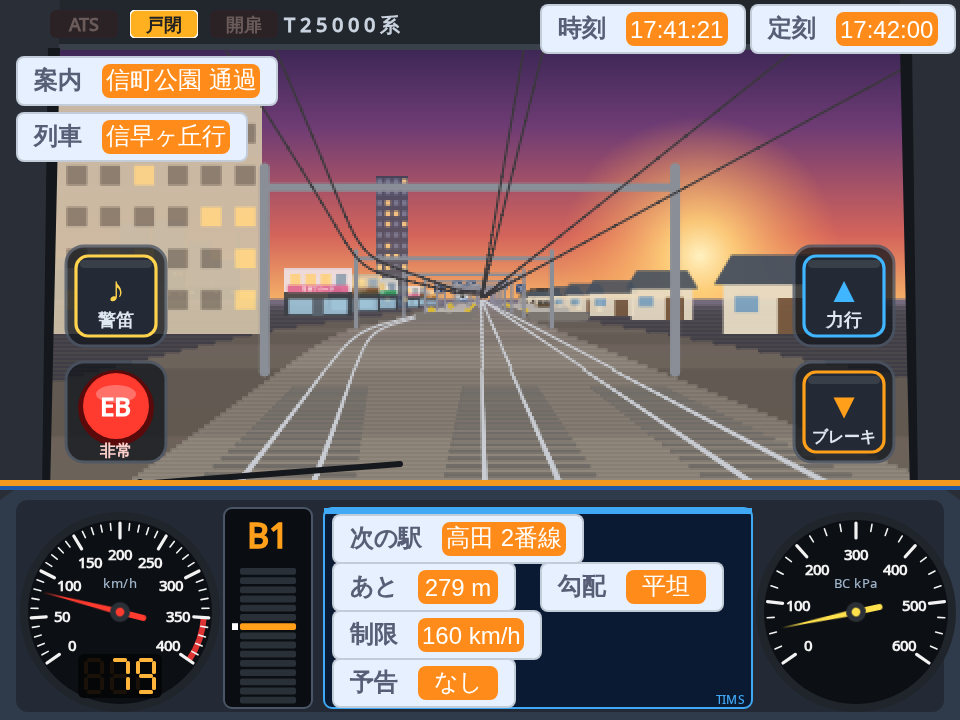 ATS 戸閉 開扉 T25000系
時刻 17:41:21 定刻 17:42:00
案内 信町公園 通過
列車 信早ヶ丘行
♪
警笛
▲
力行
EB
非常
▼
ブレーキ
0 50 100 150 200 250 300 350 400
km/h
79
B1
次の駅 高田 2番線
あと 279 m 勾配 平坦
制限 160 km/h
予告 なし
TIMS
0 100 200 300 400 500 600
BC kPa